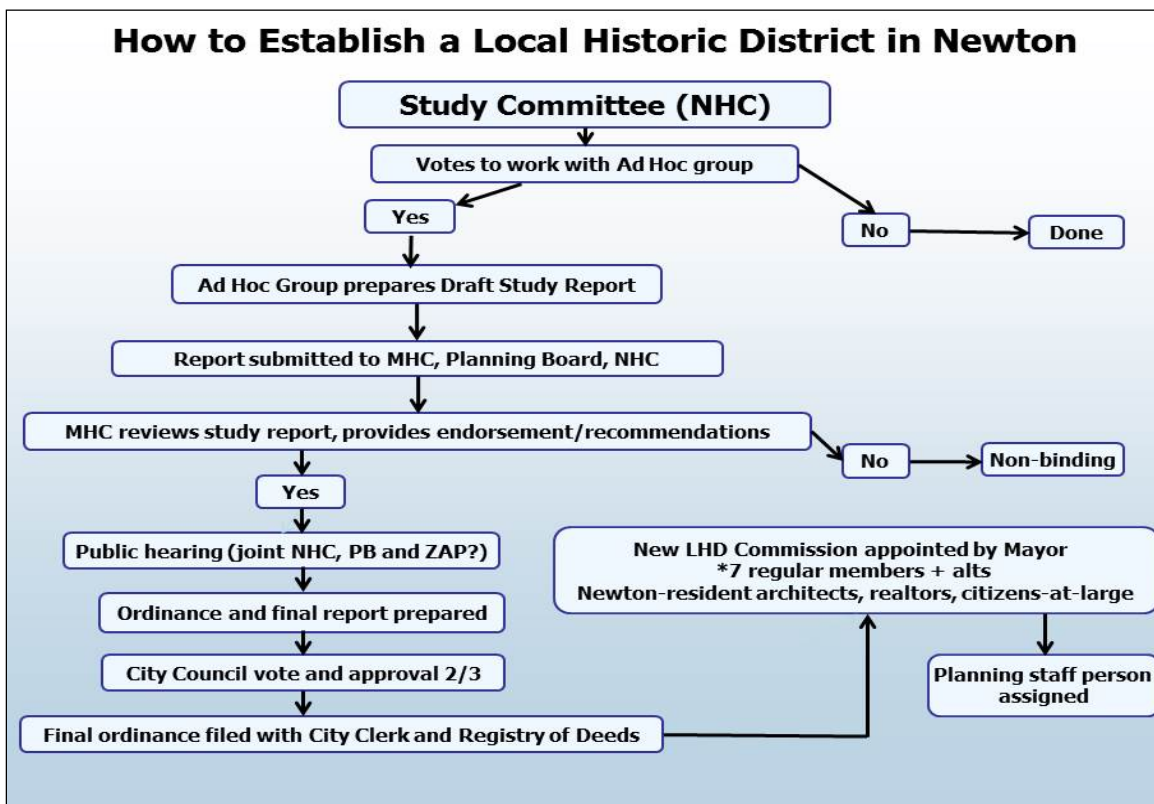 How to Establish a Local Historic District in Newton
Study Committee (NHC)
Votes to work with Ad Hoc group
Yes
No
Done
Ad Hoc Group prepares Draft Study Report
Report submitted to MHC, Planning Board, NHC
MHC reviews study report, provides endorsement/recommendations
No
Non-binding
Yes
Public hearing (joint NHC, PB and ZAP?)
Ordinance and final report prepared
City Council vote and approval 2/3
Final ordinance filed with City Clerk and Registry of Deeds
New LHD Commission appointed by Mayor
*7 regular members + alts
Newton-resident architects, realtors, citizens-at-large
Planning staff person
assigned